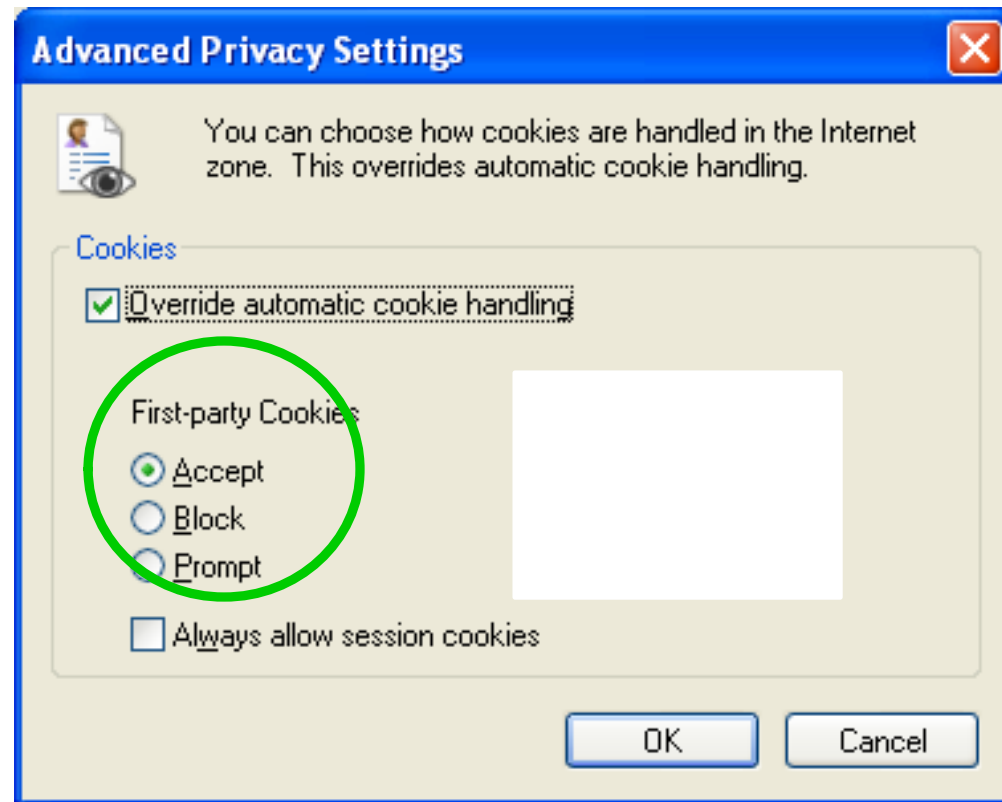 Advanced Privacy Settings
You can choose how cookies are handled in the Internet
zone. This overrides automatic cookie handling.
Cookies
Override automatic cookie handling
First-party Cookies
Accept
Block
Prompt
Always allow session cookies
OK
Cancel